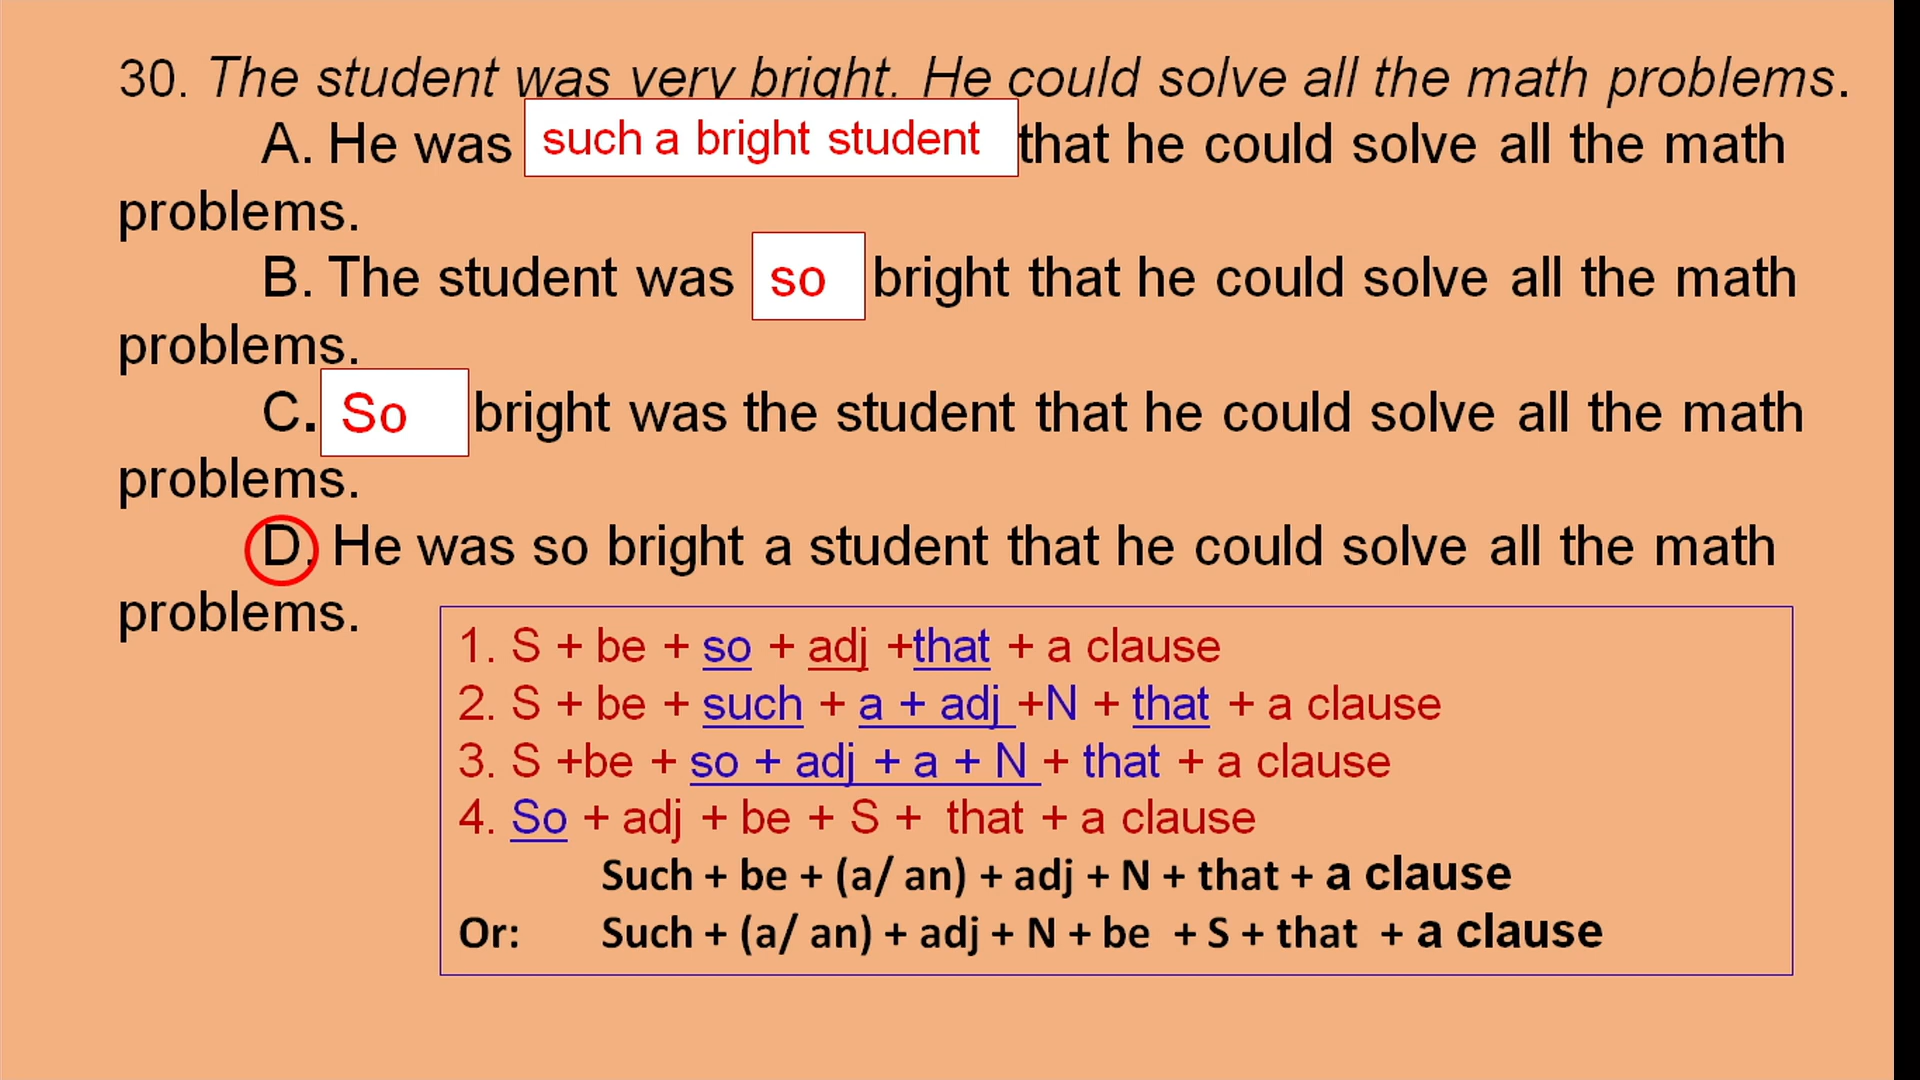 30. The student was very bright. He could solve all the math problems.
A. He was such a bright student that he could solve all the math
problems.
B. The student was so bright that he could solve all the math
problems.
C. So bright was the student that he could solve all the math
problems.
D. He was so bright a student that he could solve all the math
problems.
1. S + be + so + adj +that + a clause
2. S + be + such + a + adj +N + that + a clause
3. S +be + so + adj + a + N + that + a clause
4. So + adj + be + S + that + a clause
Such + be + (a/ an) + adj + N + that + a clause
Or: Such + (a/ an) + adj + N + be + S + that + a clause